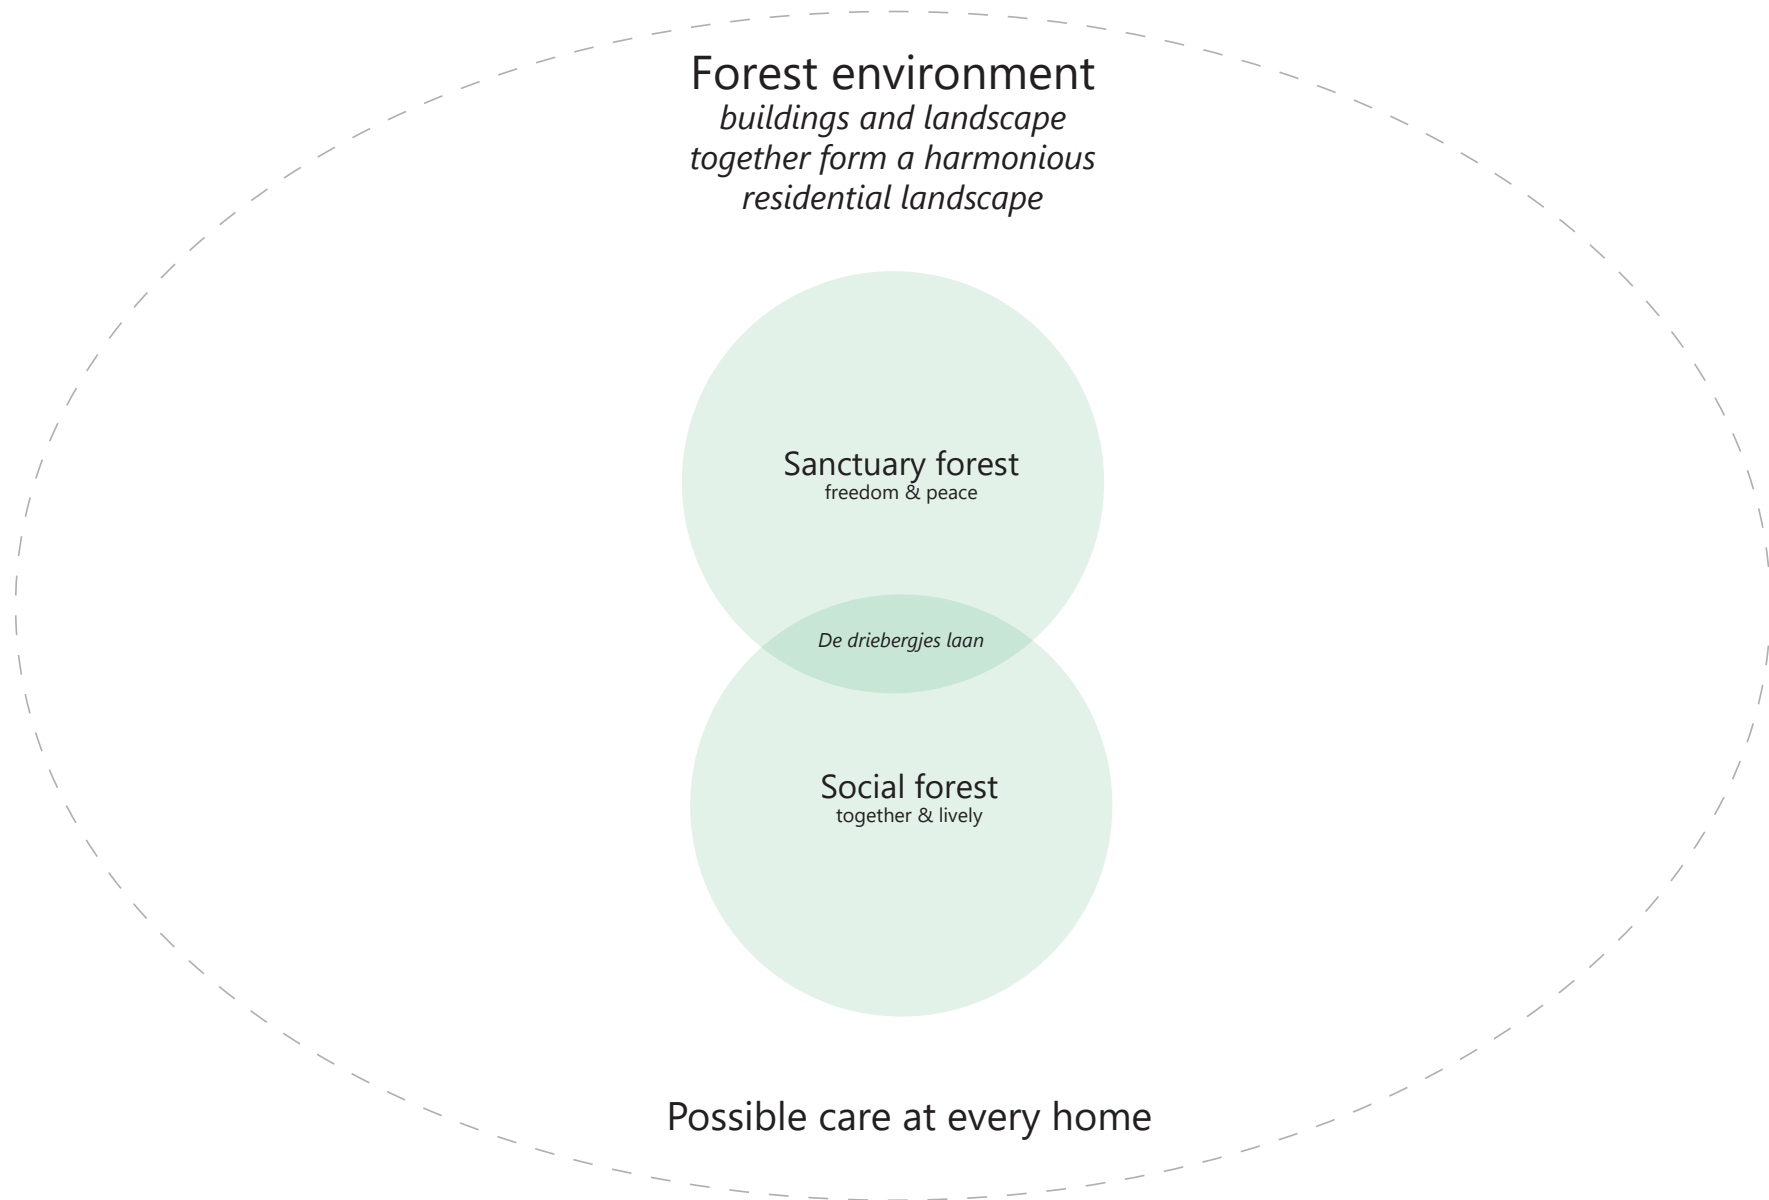 Forest environment
buildings and landscape
together form a harmonious
residential landscape
Sanctuary forest
freedom & peace
De driebergjes laan
Social forest
together & lively
Possible care at every home